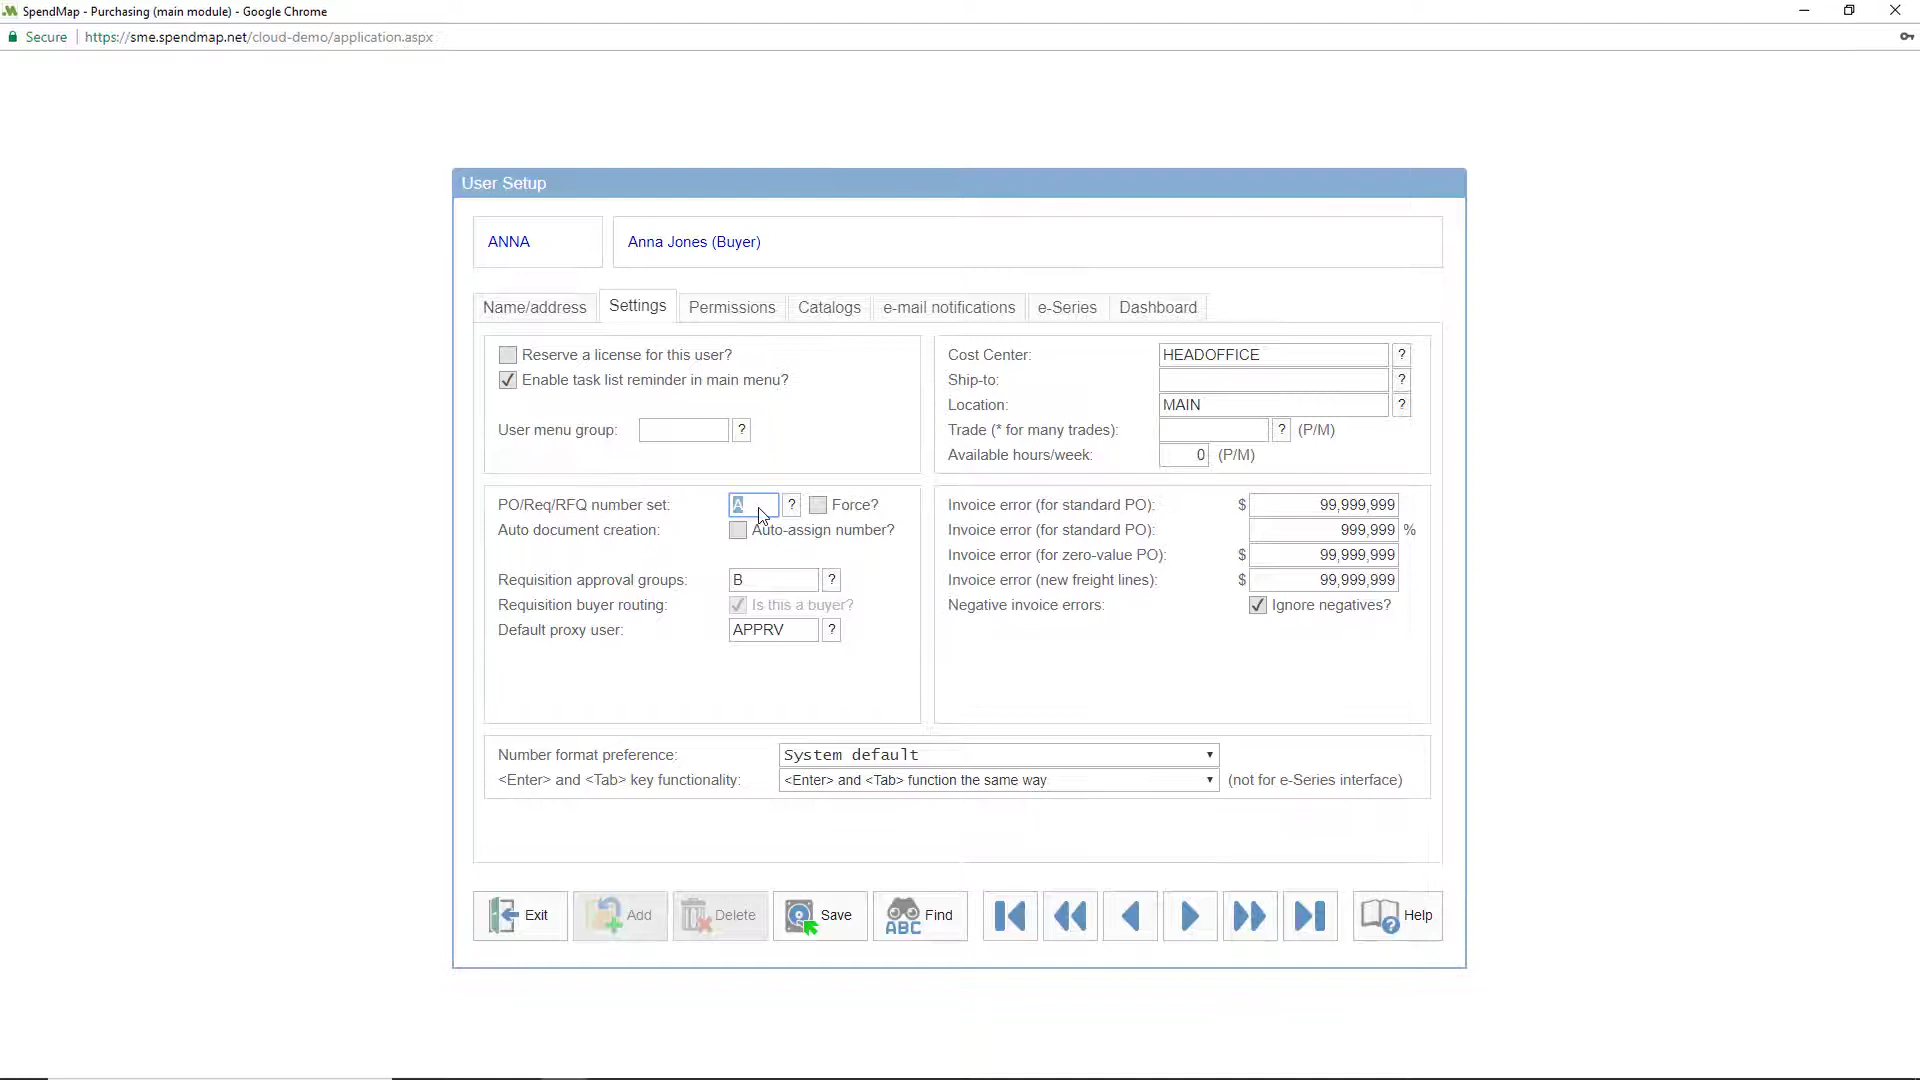 SpendMap - Purchasing (main module) - Google Chrome
Secure | https://sme.spendmap.net/cloud-demo/application.aspx
User Setup
ANNA Anna Jones (Buyer)
Name/address Settings Permissions Catalogs e-mail notifications e-Series Dashboard
Reserve a license for this user?
Enable task list reminder in main menu?
User menu group: ?
Cost Center: HEADOFFICE ?
Ship-to: ?
Location: MAIN ?
Trade (* for many trades): ? (P/M)
Available hours/week: 0 (P/M)
PO/Req/RFQ number set: A ? Force?
Auto document creation: Auto-assign number?
Requisition approval groups: B ?
Requisition buyer routing: Is this a buyer?
Default proxy user: APPRV ?
Invoice error (for standard PO): $ 99,999,999
Invoice error (for standard PO): 999,999 %
Invoice error (for zero-value PO): $ 99,999,999
Invoice error (new freight lines): $ 99,999,999
Negative invoice errors: Ignore negatives?
Number format preference: System default
<Enter> and <Tab> key functionality: <Enter> and <Tab> function the same way (not for e-Series interface)
Exit Add Delete Save ABC Find Help